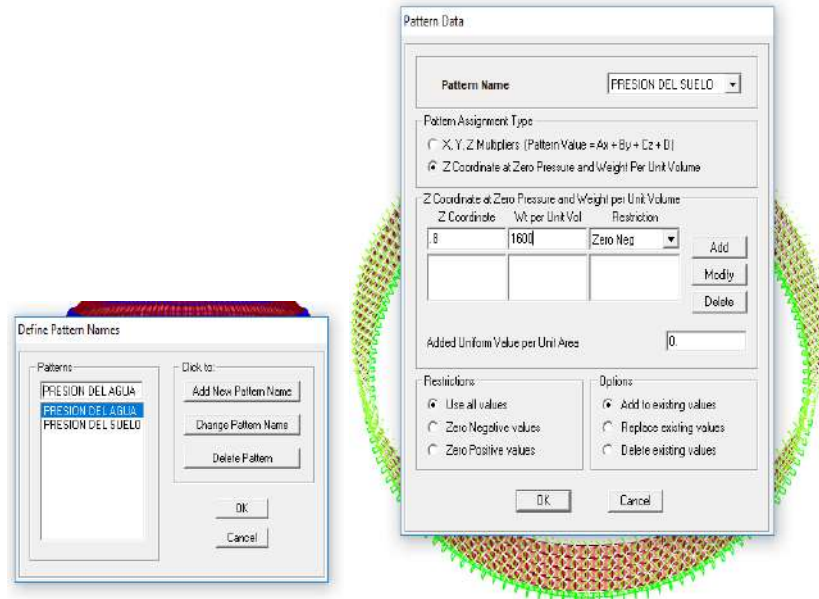 Define Pattern Names
Patterns
PRESION DEL AGUA
PRESION DEL AGUA
PRESION DEL SUELO
Click to:
Add New Pattern Name
Change Pattern Name
Delete Pattern
OK
Cancel
Pattern Data
Pattern Name
PRESION DEL SUELO
Pattern Assignment Type
X, Y, Z Multipliers (Pattern Value = Ax + By + Cz + D)
Z Coordinate at Zero Pressure and Weight Per Unit Volume
Z Coordinate at Zero Pressure and Weight per Unit Volume
Z Coordinate Wt per Unit Vol Restriction
.8 1600 Zero Neg
Add
Modify
Delete
Added Uniform Value per Unit Area 0.
Restrictions
Use all values
Zero Negative values
Zero Positive values
Options
Add to existing values
Replace existing values
Delete existing values
OK Cancel